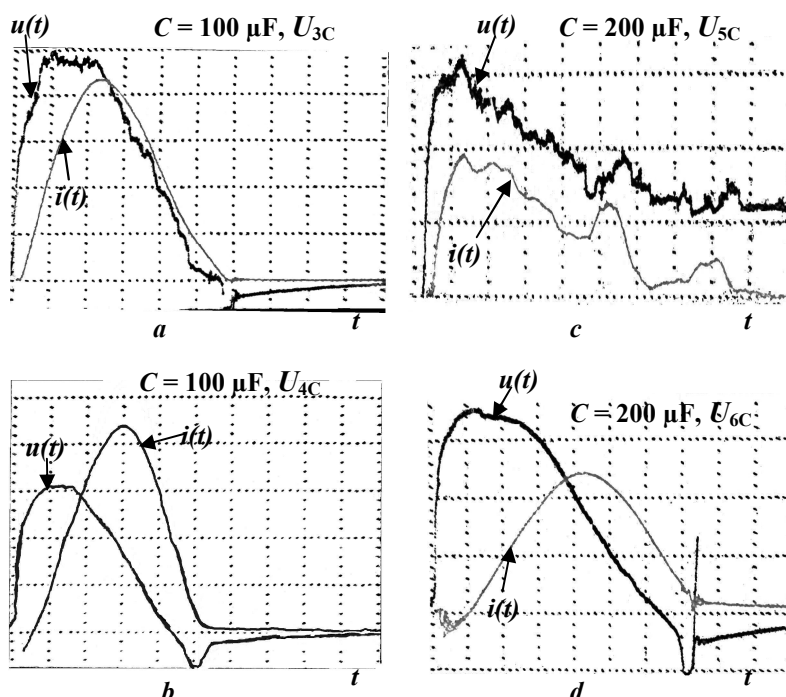 C = 100 µF, U3C
u(t)
i(t)
t
a
C = 200 µF, U5C
u(t)
i(t)
t
c
C = 100 µF, U4C
u(t)
i(t)
t
b
C = 200 µF, U6C
u(t)
i(t)
t
d